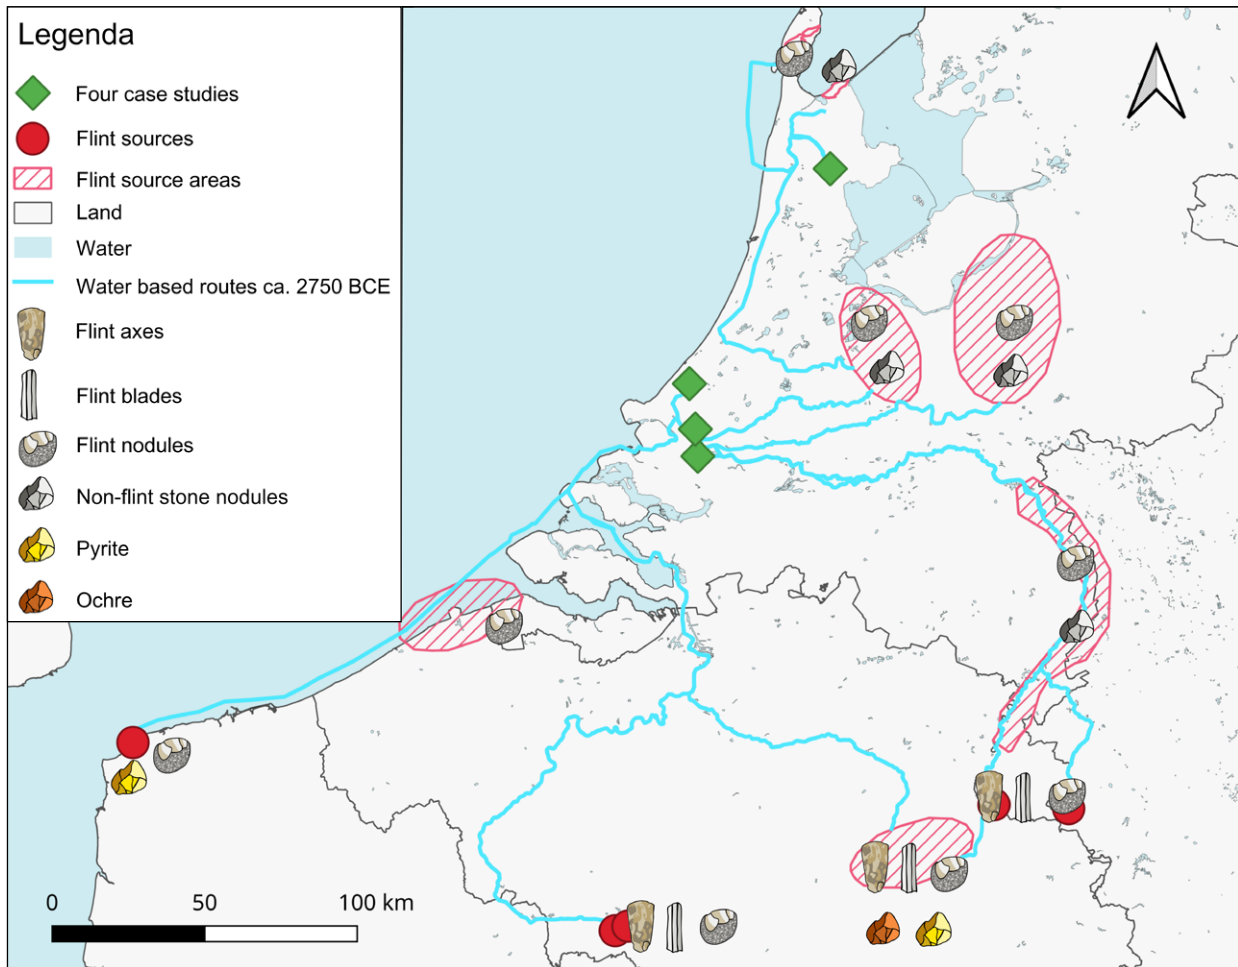 Legenda
Four case studies
Flint sources
Flint source areas
Land
Water
Water based routes ca. 2750 BCE
Flint axes
Flint blades
Flint nodules
Non-flint stone nodules
Pyrite
Ochre
0 50 100 km